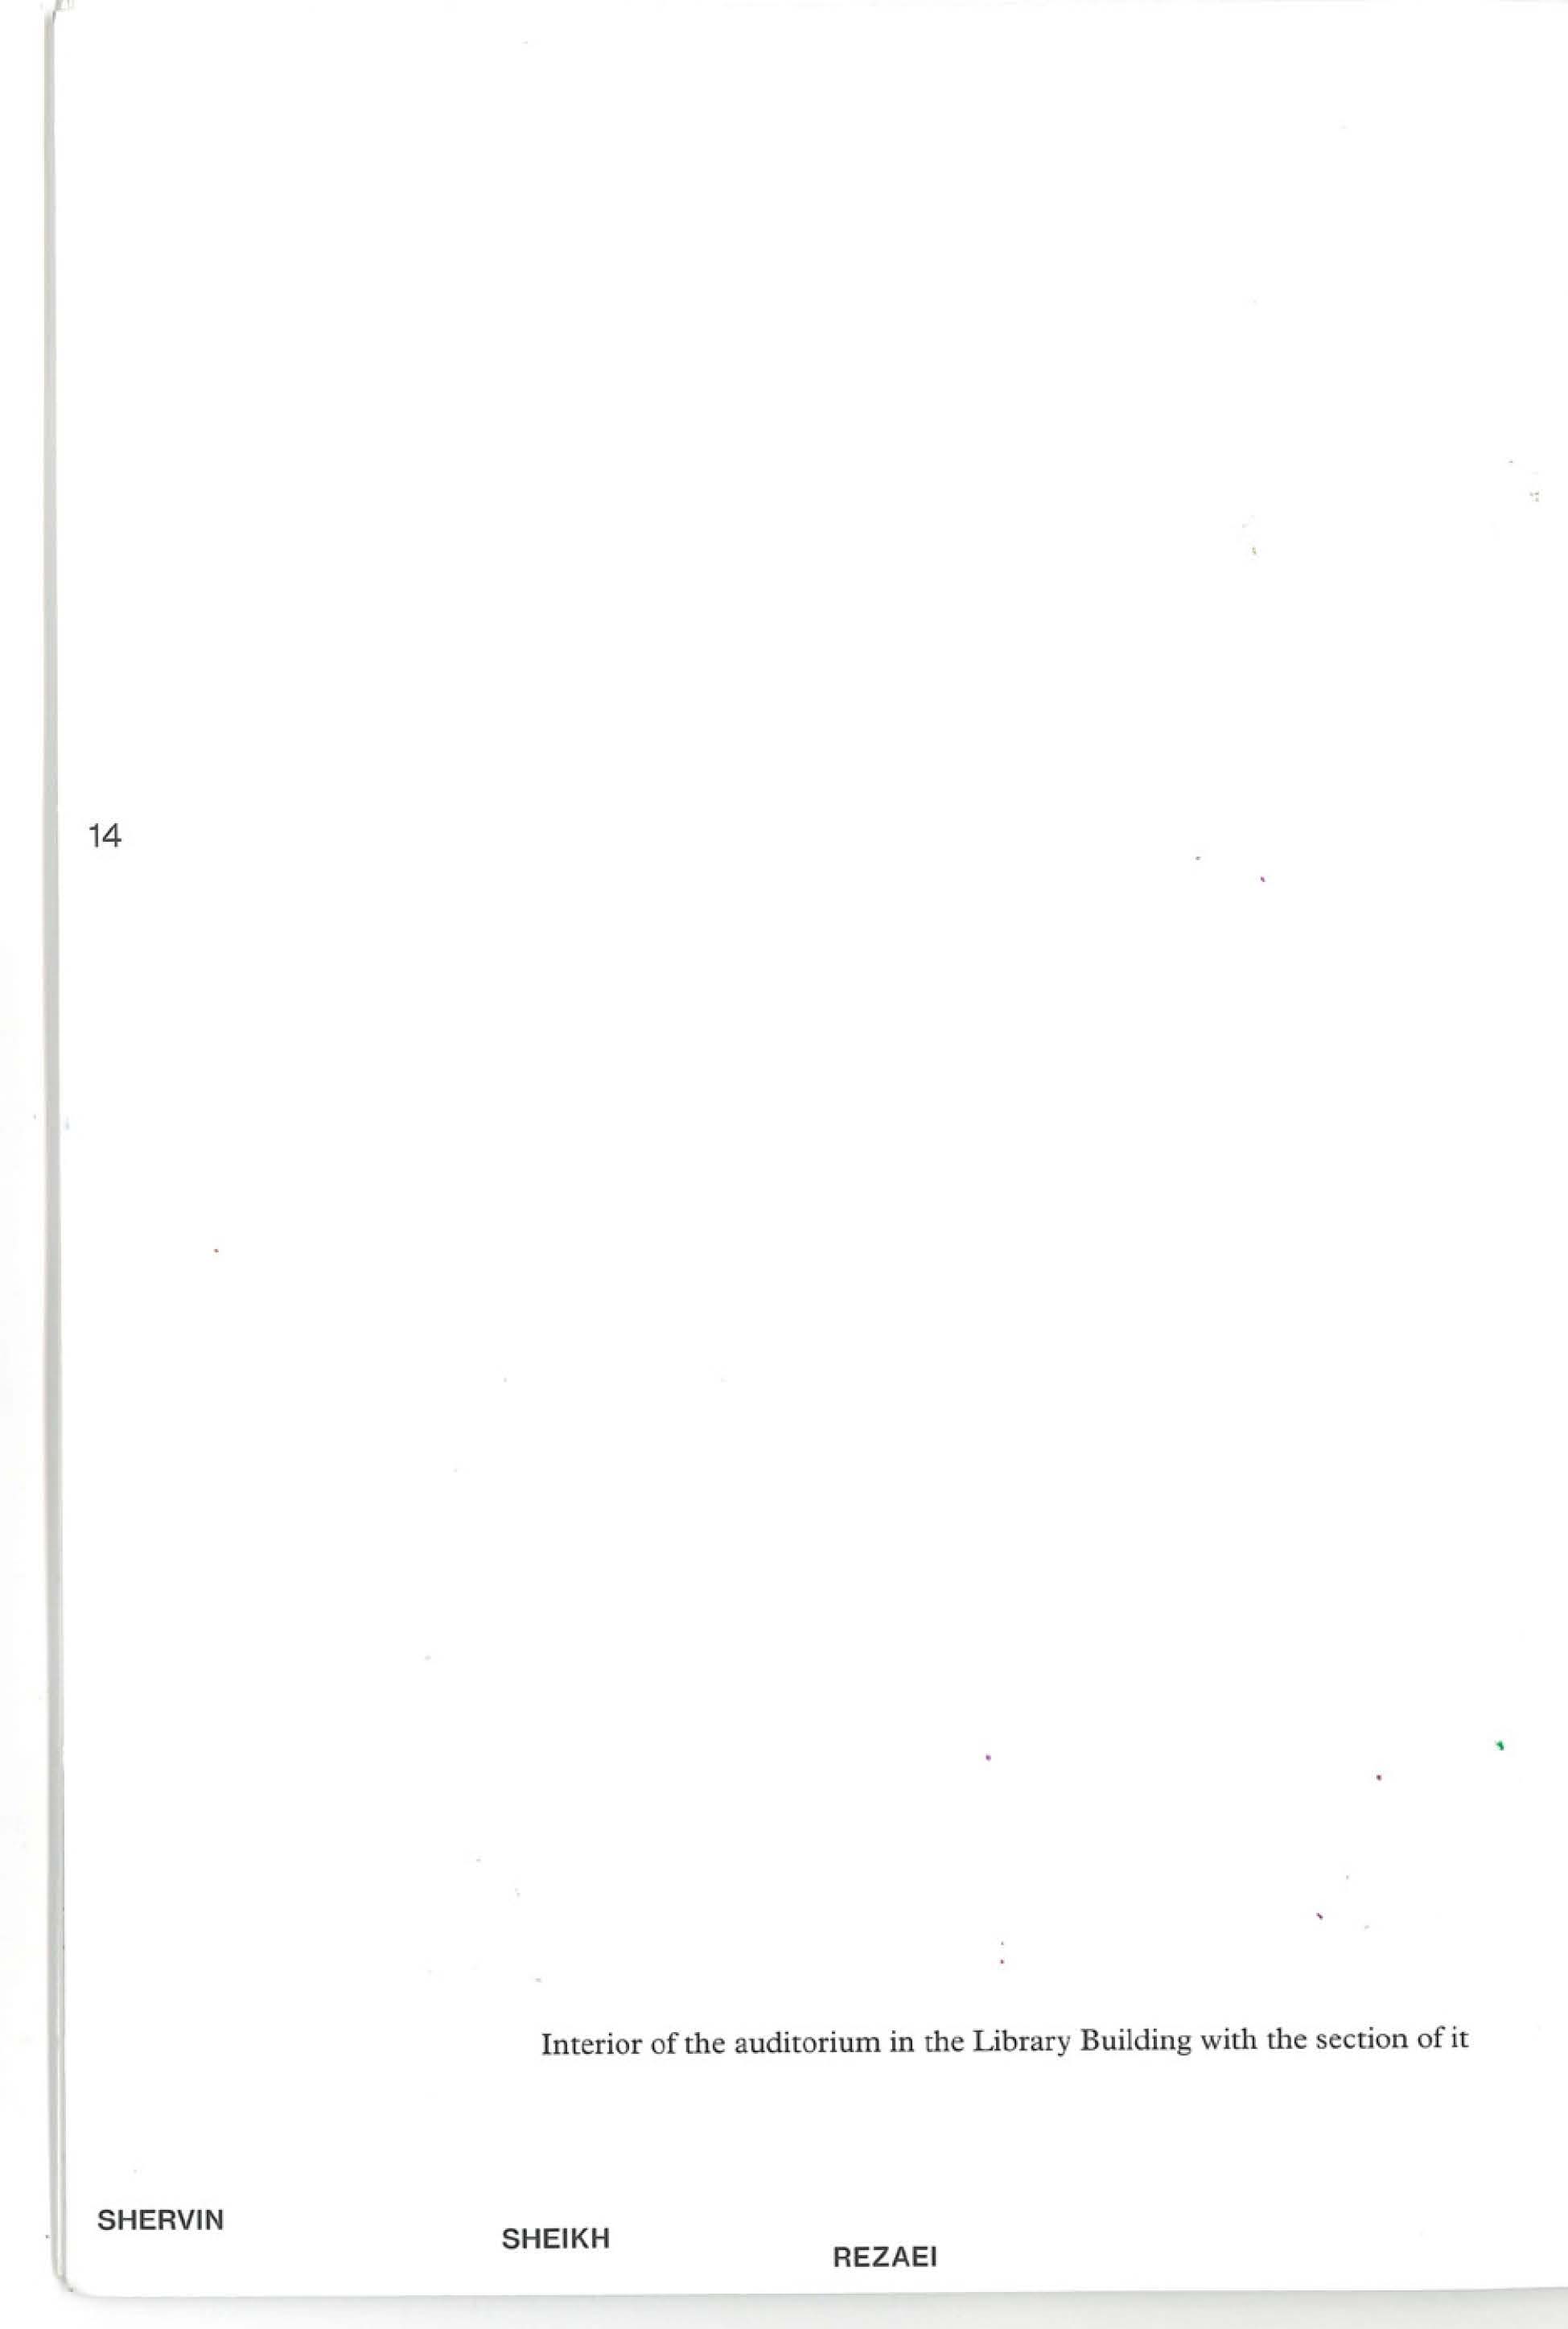 14
Interior of the auditorium in the Library Building with the section of it
SHERVIN
SHEIKH
REZAEI